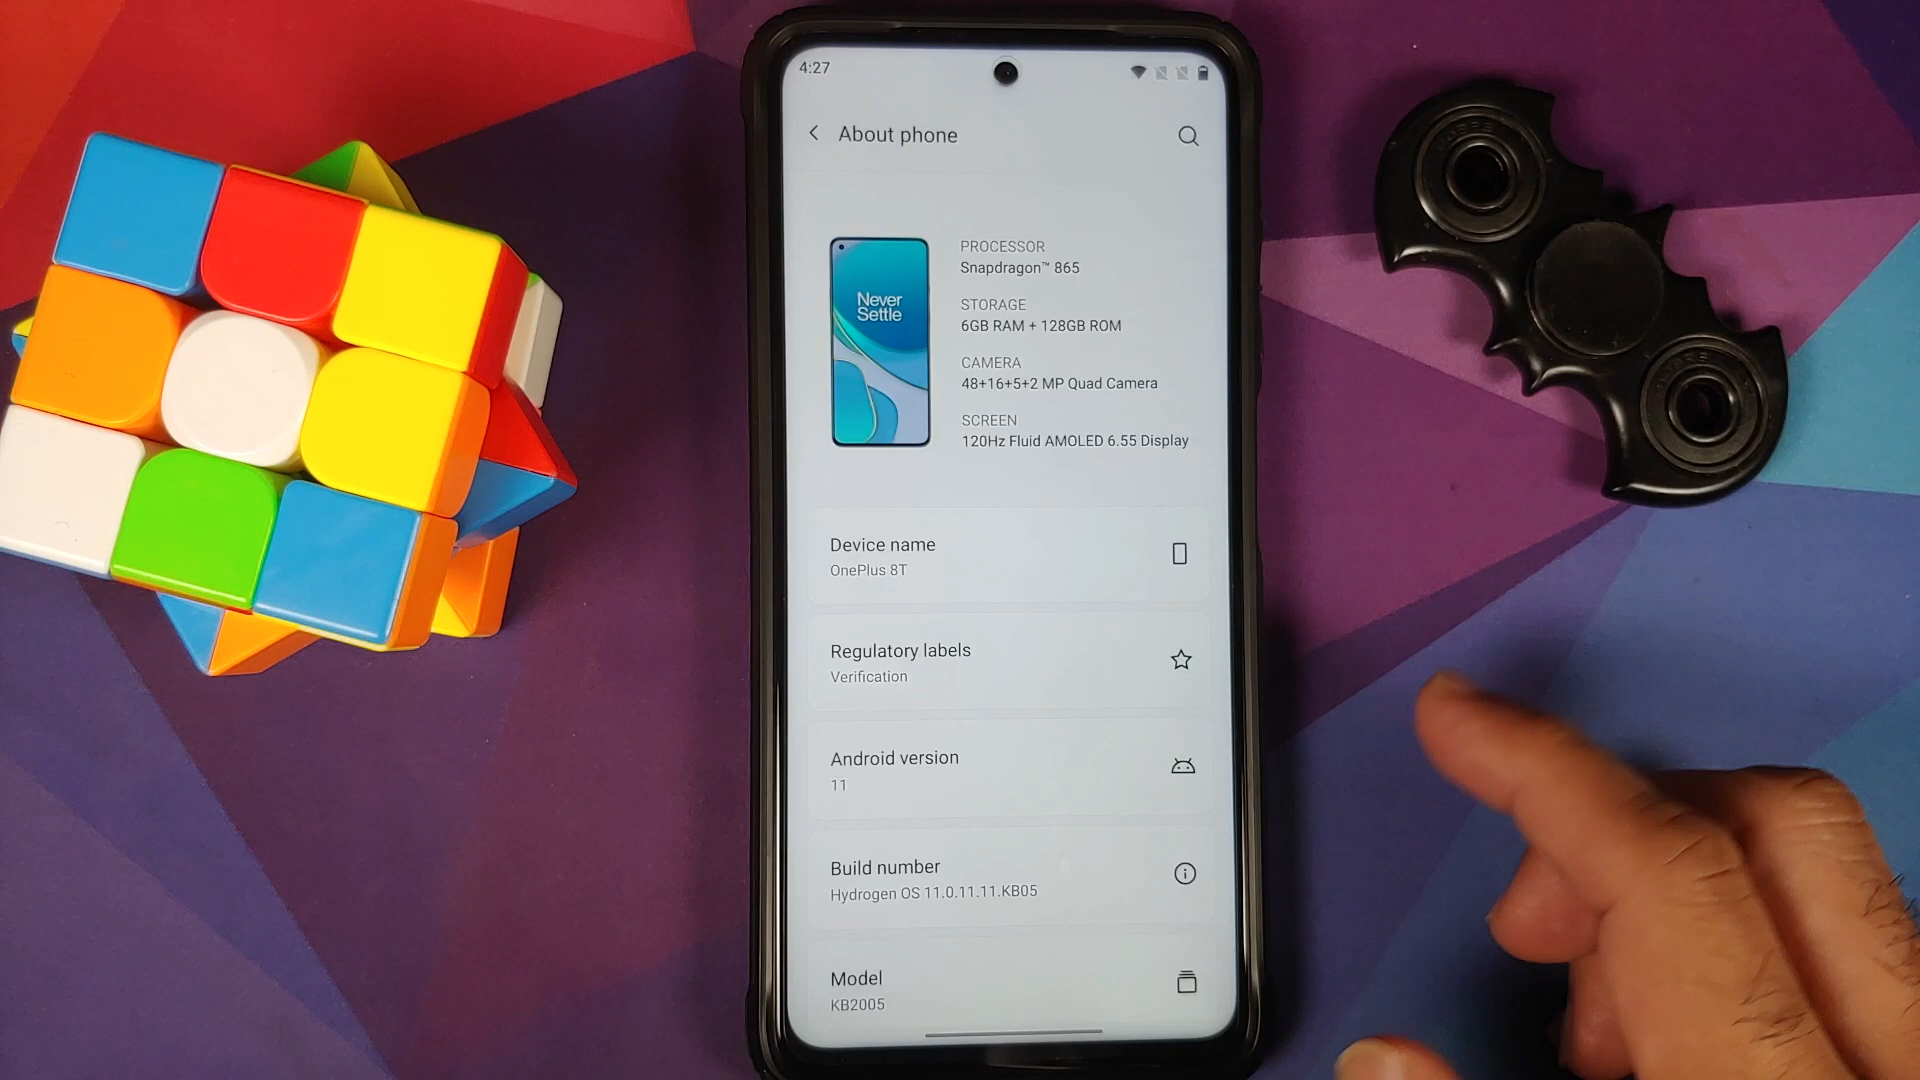 4:27
About phone
Never
Settle
PROCESSOR
Snapdragon™ 865
STORAGE
6GB RAM + 128GB ROM
CAMERA
48+16+5+2 MP Quad Camera
SCREEN
120Hz Fluid AMOLED 6.55 Display
Device name
OnePlus 8T
Regulatory labels
Verification
Android version
11
Build number
Hydrogen OS 11.0.11.11.KB05
Model
KB2005